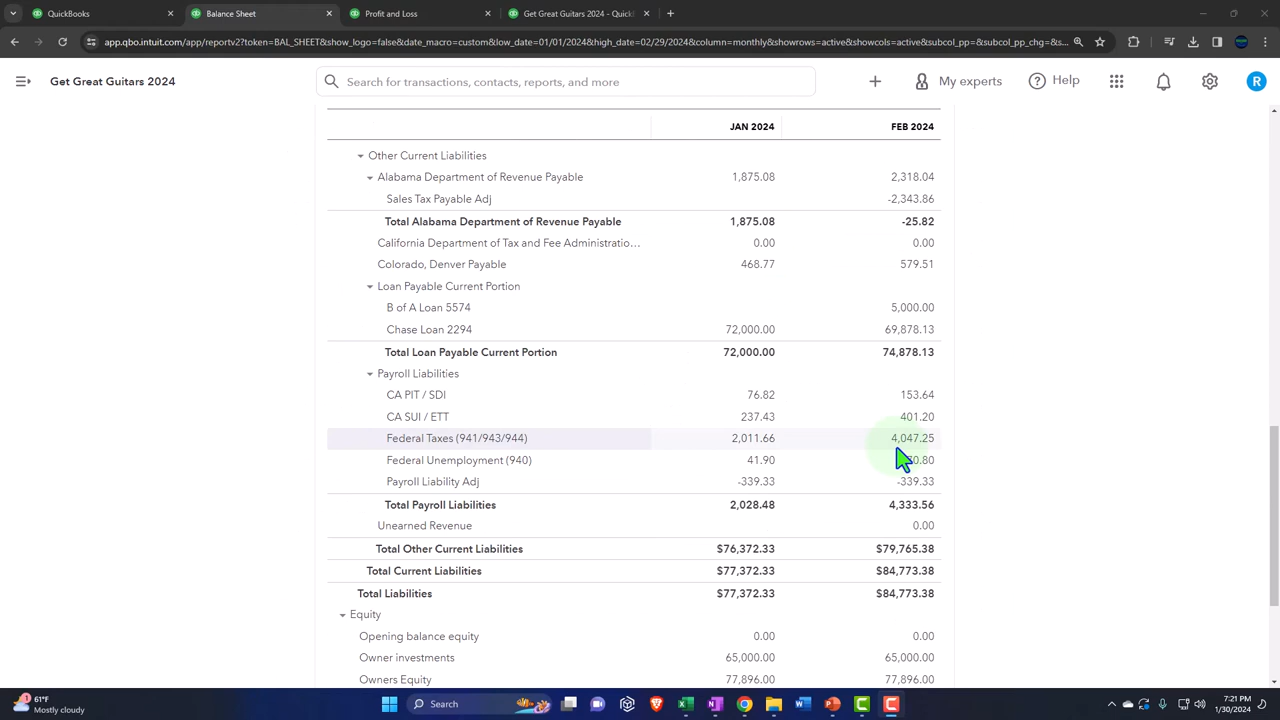 QuickBooks
Balance Sheet
Profit and Loss
Get Great Guitars 2024 - Quick
app.qbo.intuit.com/app/reportv2?token=BAL_SHEET&show_logo=false&date_macro=custom&low_date=01/01/2024&high_date=02/29/2024&column=monthly&showrows=active&showcols=active&subcol_pp=&subcol_pp_chg=&s...
Get Great Guitars 2024
Search for transactions, contacts, reports, and more
My experts
Help
R
JAN 2024 FEB 2024
Other Current Liabilities
Alabama Department of Revenue Payable 1,875.08 2,318.04
Sales Tax Payable Adj -2,343.86
Total Alabama Department of Revenue Payable 1,875.08 -25.82
California Department of Tax and Fee Administratio... 0.00 0.00
Colorado, Denver Payable 468.77 579.51
Loan Payable Current Portion
B of A Loan 5574 5,000.00
Chase Loan 2294 72,000.00 69,878.13
Total Loan Payable Current Portion 72,000.00 74,878.13
Payroll Liabilities
CA PIT / SDI 76.82 153.64
CA SUI / ETT 237.43 401.20
Federal Taxes (941/943/944) 2,011.66 4,047.25
Federal Unemployment (940) 41.90 0.80
Payroll Liability Adj -339.33 -339.33
Total Payroll Liabilities 2,028.48 4,333.56
Unearned Revenue 0.00
Total Other Current Liabilities $76,372.33 $79,765.38
Total Current Liabilities $77,372.33 $84,773.38
Total Liabilities $77,372.33 $84,773.38
Equity
Opening balance equity 0.00 0.00
Owner investments 65,000.00 65,000.00
Owners Equity 77,896.00 77,896.00
1
61°F
Mostly cloudy
Search
7:21 PM
1/30/2024